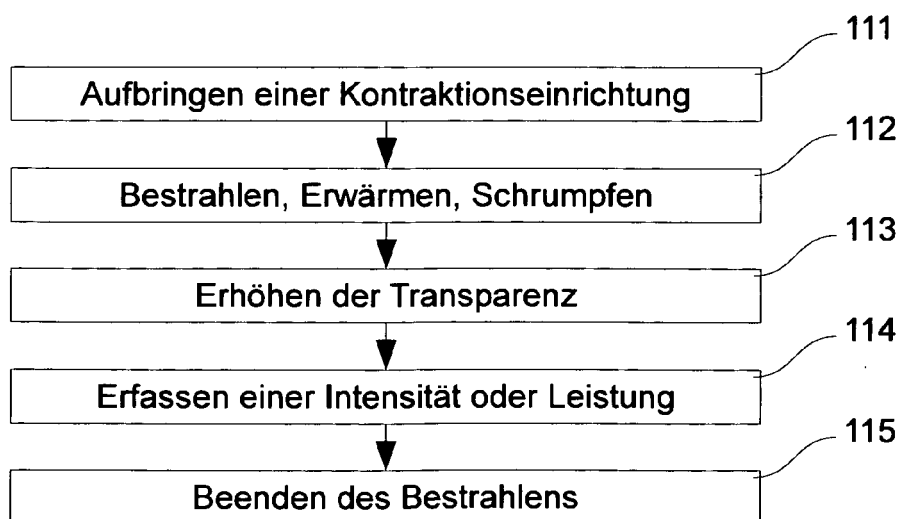 111
Aufbringen einer Kontraktionseinrichtung
112
Bestrahlen, Erwärmen, Schrumpfen
113
Erhöhen der Transparenz
114
Erfassen einer Intensität oder Leistung
115
Beenden des Bestrahlens